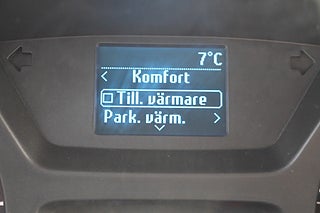 7°C
Komfort
Till. värmare
Park. värm.